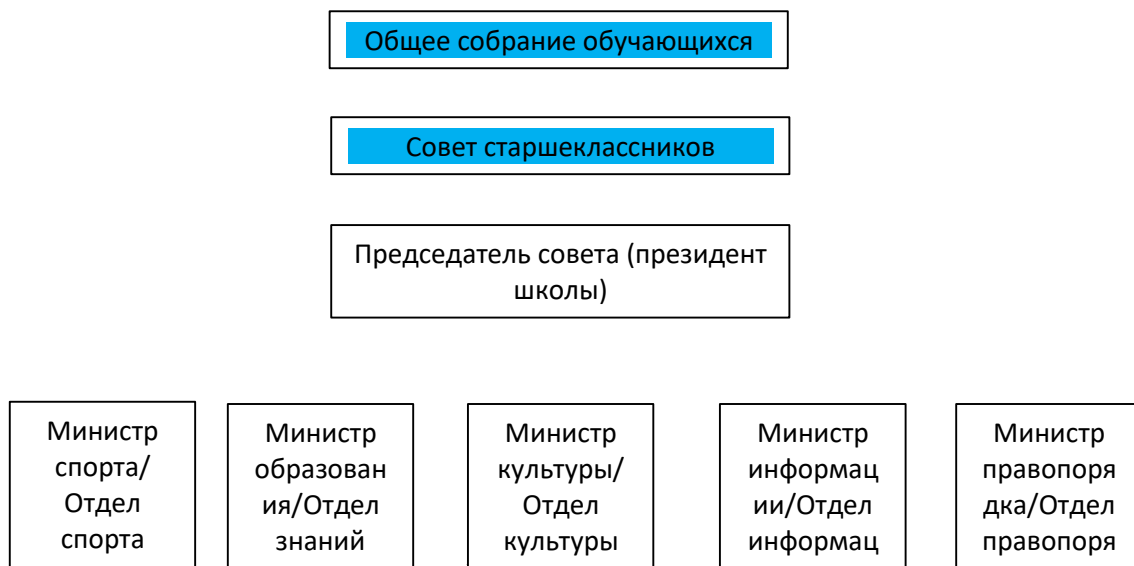 Общее собрание обучающихся
Совет старшеклассников
Председатель совета (президент
школы)
Министр
спорта/
Отдел
спорта
Министр
образован
ия/Отдел
знаний
Министр
культуры/
Отдел
культуры
Министр
информац
ии/Отдел
информац
Министр
правопоря
дка/Отдел
правопоря